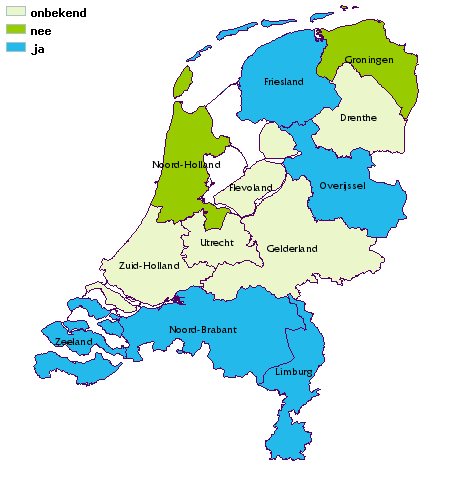 onbekend
nee
ja
Groningen
Friesland
Drenthe
Noord-Holland
Flevoland
Overijssel
Utrecht
Gelderland
Zuid-Holland
Noord-Brabant
Zeeland
Limburg